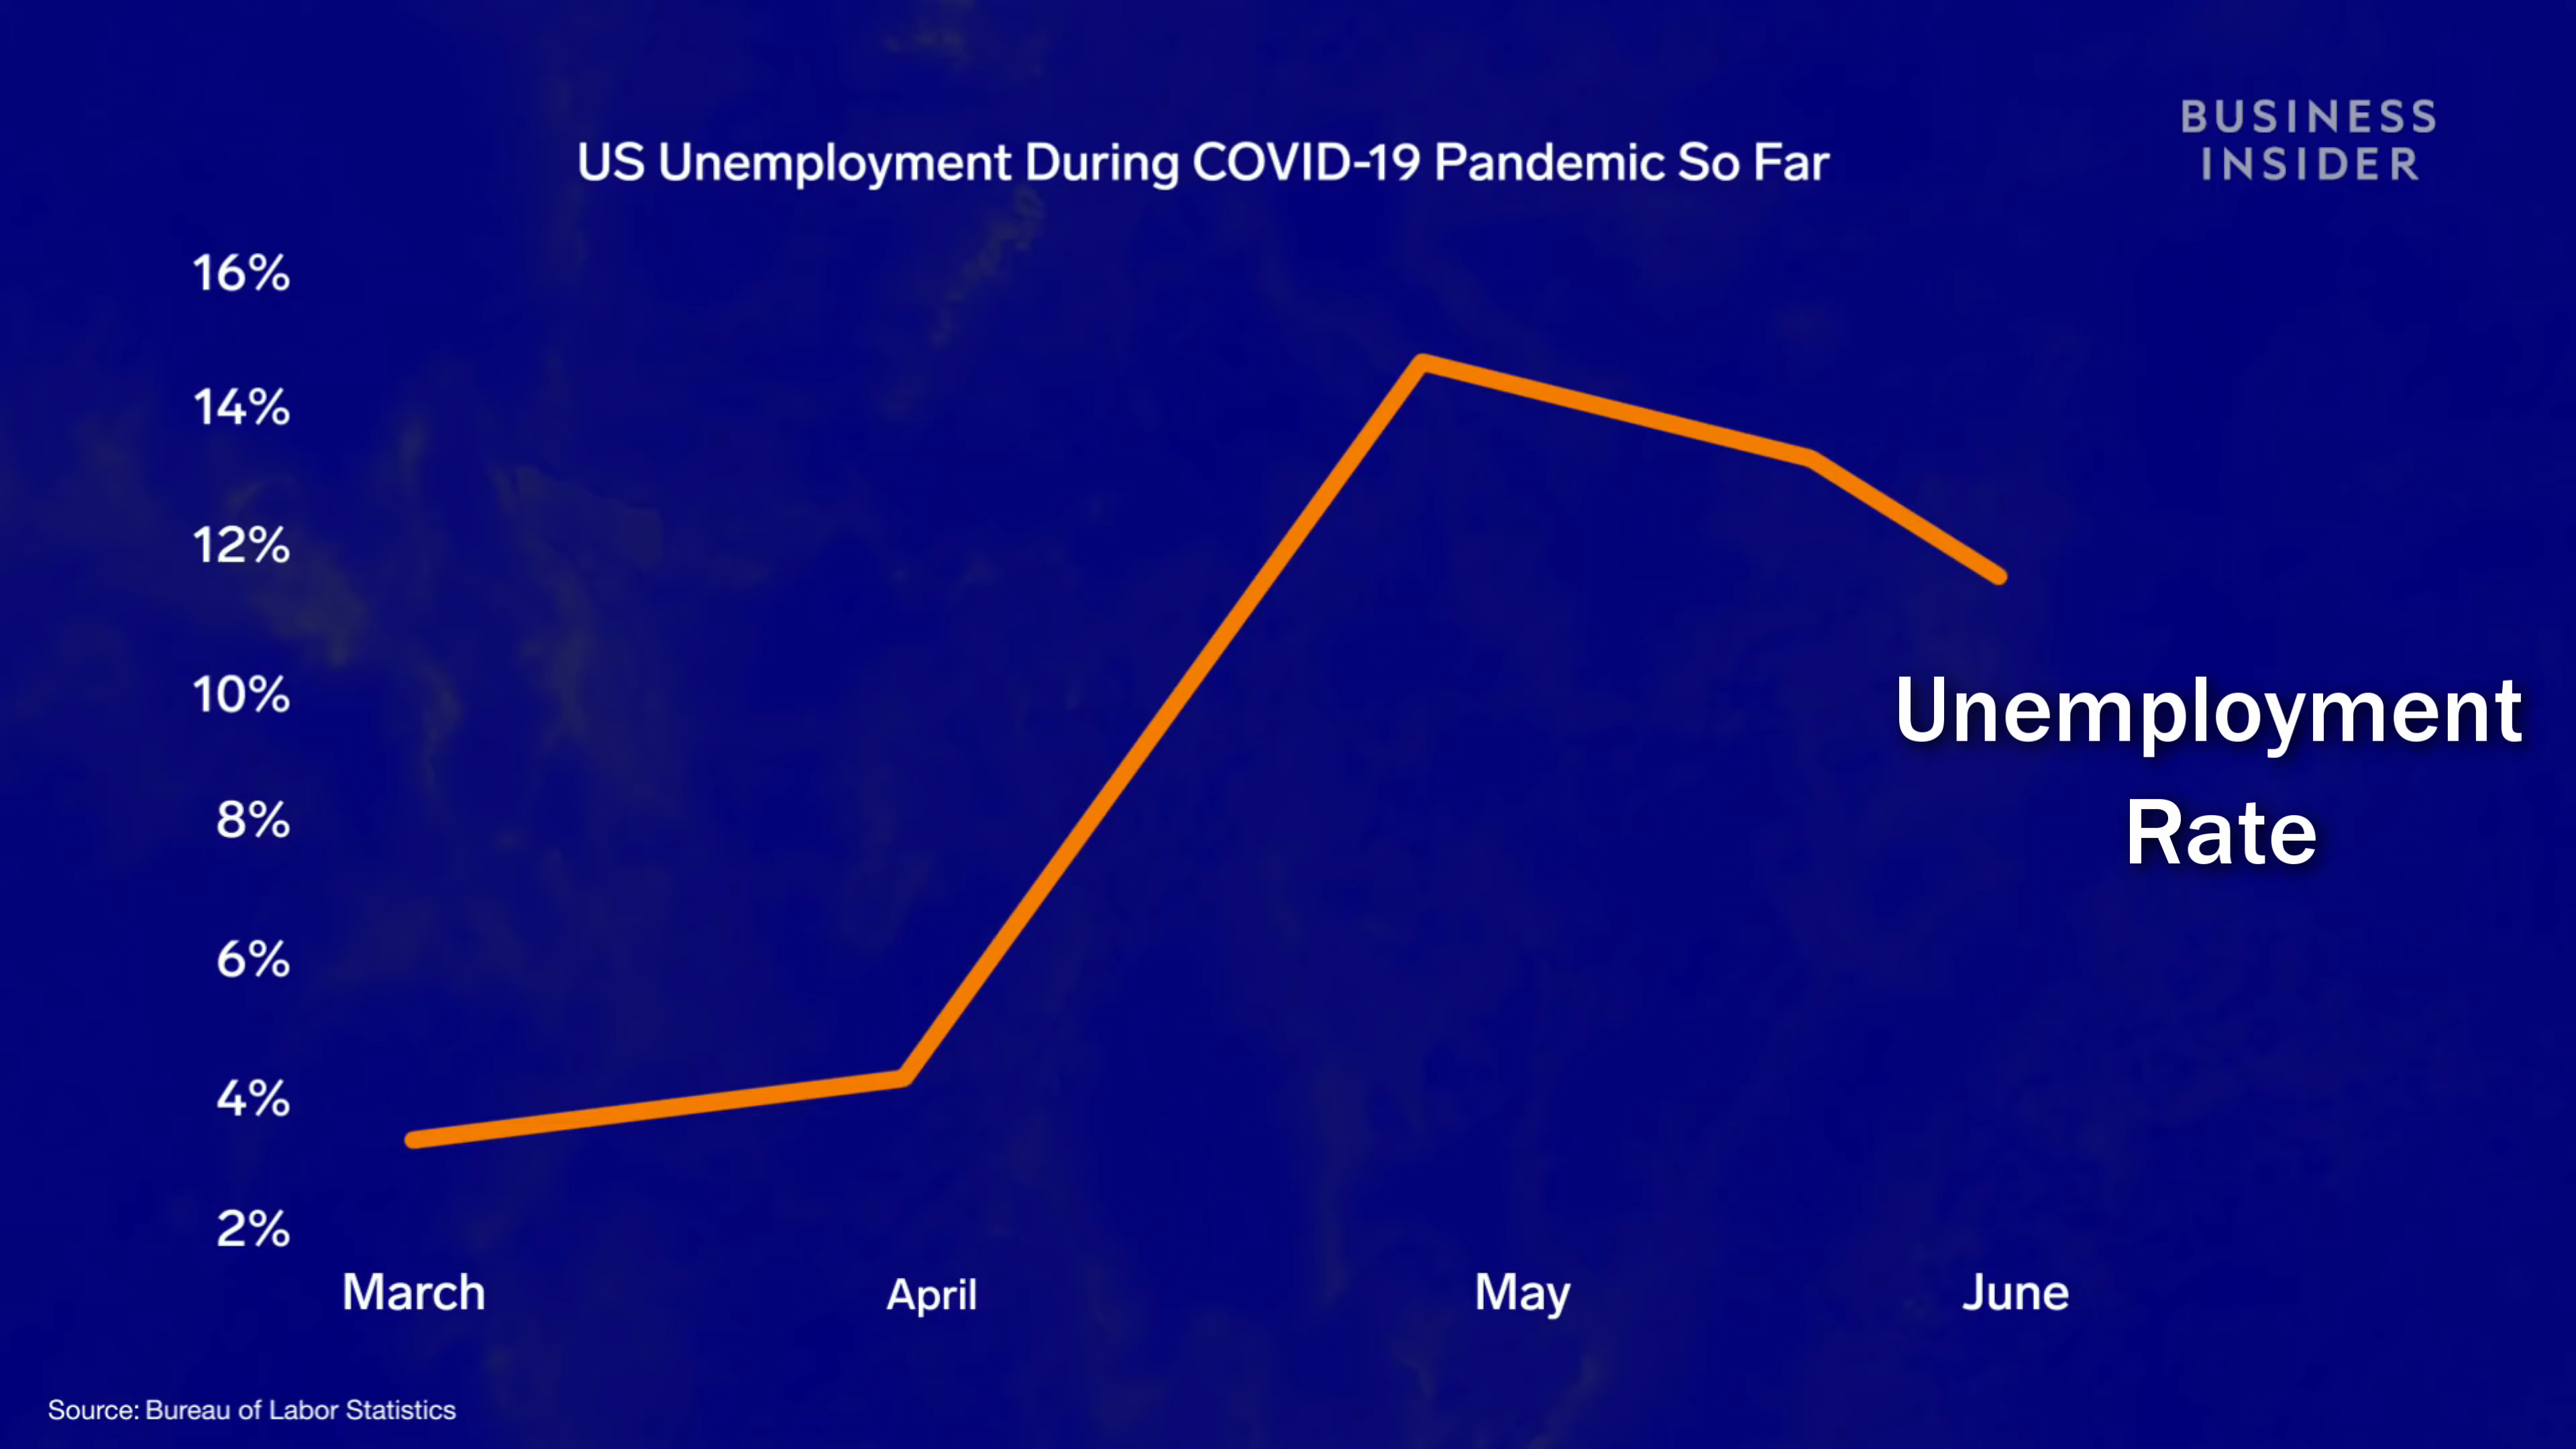 BUSINESS
INSIDER
US Unemployment During COVID-19 Pandemic So Far
16%
14%
12%
10%
8%
6%
4%
2%
Unemployment
Rate
March
April
May
June
Source: Bureau of Labor Statistics